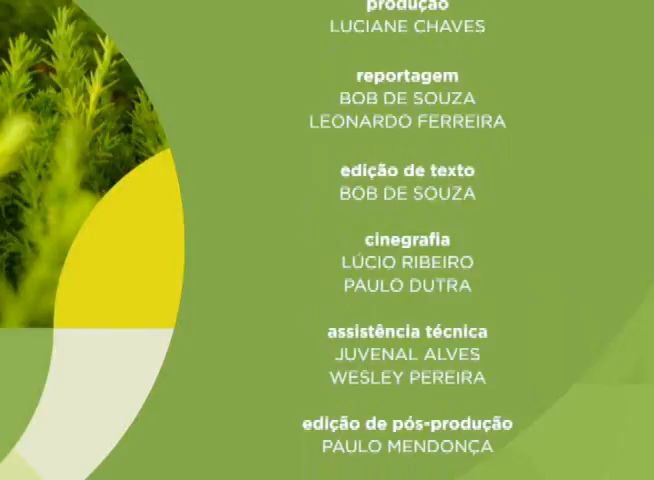 produção
LUCIANE CHAVES
reportagem
BOB DE SOUZA
LEONARDO FERREIRA
edição de texto
BOB DE SOUZA
cinegrafia
LÚCIO RIBEIRO
PAULO DUTRA
assistência técnica
JUVENAL ALVES
WESLEY PEREIRA
edição de pós-produção
PAULO MENDONÇA